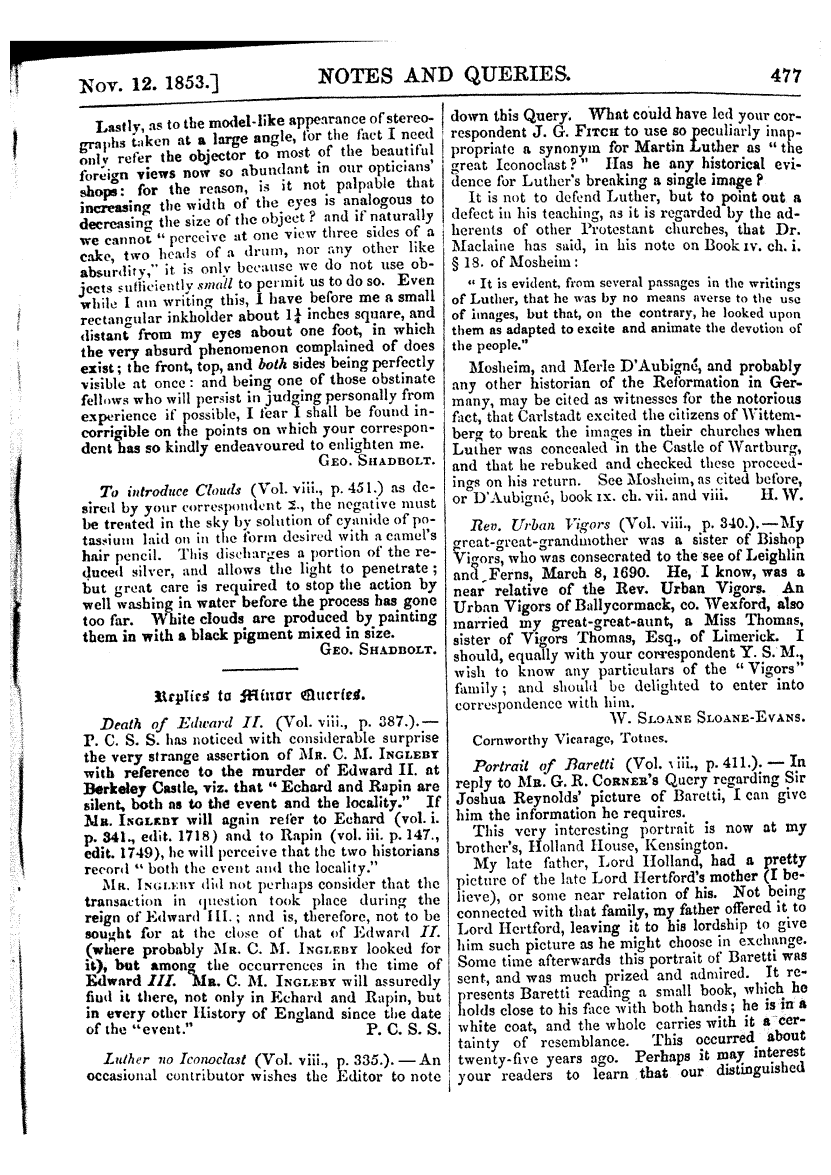 Nov. 12. 1853.] NOTES AND QUERIES. 477
Lastly, as to the model-like appearance of stereo-
graphs taken at a large angle, for the fact I need
only refer the objector to most of the beautiful
foreign views now so abundant in our opticians'
shops: for the reason, is it not palpable that
increasing the width of the eyes is analogous to
decreasing the size of the object? and if naturally
we cannot "perceive at one view three sides of a
cake, two heads of a drum, nor any other like
absurdity," it is only because we do not use ob-
jects sufficiently small to permit us to do so. Even
while I am writing this, I have before me a small
rectangular inkholder about 1¼ inches square, and
distant from my eyes about one foot, in which
the very absurd phenomenon complained of does
exist; the front, top, and both sides being perfectly
visible at once: and being one of those obstinate
fellows who will persist in judging personally from
experience if possible, I fear I shall be found in-
corrigible on the points on which your correspon-
dent has so kindly endeavoured to enlighten me.
GEO. SHADBOLT.
To introduce Clouds (Vol. viii., p. 451.) as de-
sired by your correspondent Σ., the negative must
be treated in the sky by solution of cyanide of po-
tassium laid on in the form desired with a camel's
hair pencil. This discharges a portion of the re-
duced silver, and allows the light to penetrate;
but great care is required to stop the action by
well washing in water before the process has gone
too far. White clouds are produced by painting
them in with a black pigment mixed in size.
GEO. SHADBOLT.
Replies to Minor Queries.
Death of Edward II. (Vol. viii., p. 387.).—
P. C. S. S. has noticed with considerable surprise
the very strange assertion of MR. C. M. INGLEBY
with reference to the murder of Edward II. at
Berkeley Castle, viz. that "Echard and Rapin are
silent, both as to the event and the locality." If
MR. INGLEBY will again refer to Echard (vol. i.
p. 341., edit. 1718) and to Rapin (vol. iii. p. 147.,
edit. 1749), he will perceive that the two historians
record "both the event and the locality."
MR. INGLEBY did not perhaps consider that the
transaction in question took place during the
reign of Edward III.; and is, therefore, not to be
sought for at the close of that of Edward II.
(where probably MR. C. M. INGLEBY looked for
it), but among the occurrences in the time of
Edward III. MR. C. M. INGLEBY will assuredly
find it there, not only in Echard and Rapin, but
in every other History of England since the date
of the "event." P. C. S. S.
Luther no Iconoclast (Vol. viii., p. 335.).—An
occasional contributor wishes the Editor to note
down this Query. What could have led your cor-
respondent J. G. FITCH to use so peculiarly inap-
propriate a synonym for Martin Luther as "the
great Iconoclast?" Has he any historical evi-
dence for Luther's breaking a single image?
It is not to defend Luther, but to point out a
defect in his teaching, as it is regarded by the ad-
herents of other Protestant churches, that Dr.
Maclaine has said, in his note on Book IV. ch. i.
§ 18. of Mosheim:
"It is evident, from several passages in the writings
of Luther, that he was by no means averse to the use
of images, but that, on the contrary, he looked upon
them as adapted to excite and animate the devotion of
the people."
Mosheim, and Merle D'Aubigné, and probably
any other historian of the Reformation in Ger-
many, may be cited as witnesses for the notorious
fact, that Carlstadt excited the citizens of Wittem-
berg to break the images in their churches when
Luther was concealed in the Castle of Wartburg,
and that he rebuked and checked these proceed-
ings on his return. See Mosheim, as cited before,
or D'Aubigné, book IX. ch. vii. and viii. H. W.
Rev. Urban Vigors (Vol. viii., p. 340.).—My
great-great-grandmother was a sister of Bishop
Vigors, who was consecrated to the see of Leighlin
and Ferns, March 8, 1690. He, I know, was a
near relative of the Rev. Urban Vigors. An
Urban Vigors of Ballycormack, co. Wexford, also
married my great-great-aunt, a Miss Thomas,
sister of Vigors Thomas, Esq., of Limerick. I
should, equally with your correspondent Y. S. M.,
wish to know any particulars of the "Vigors"
family; and should be delighted to enter into
correspondence with him.
W. SLOANE SLOANE-EVANS.
Cornworthy Vicarage, Totnes.
Portrait of Baretti (Vol. viii., p. 411.).—In
reply to MR. G. R. CORNER'S Query regarding Sir
Joshua Reynolds' picture of Baretti, I can give
him the information he requires.
This very interesting portrait is now at my
brother's, Holland House, Kensington.
My late father, Lord Holland, had a pretty
picture of the late Lord Hertford's mother (I be-
lieve), or some near relation of his. Not being
connected with that family, my father offered it to
Lord Hertford, leaving it to his lordship to give
him such picture as he might choose in exchange.
Some time afterwards this portrait of Baretti was
sent, and was much prized and admired. It re-
presents Baretti reading a small book, which he
holds close to his face with both hands; he is in a
white coat, and the whole carries with it a cer-
tainty of resemblance. This occurred about
twenty-five years ago. Perhaps it may interest
your readers to learn that our distinguished